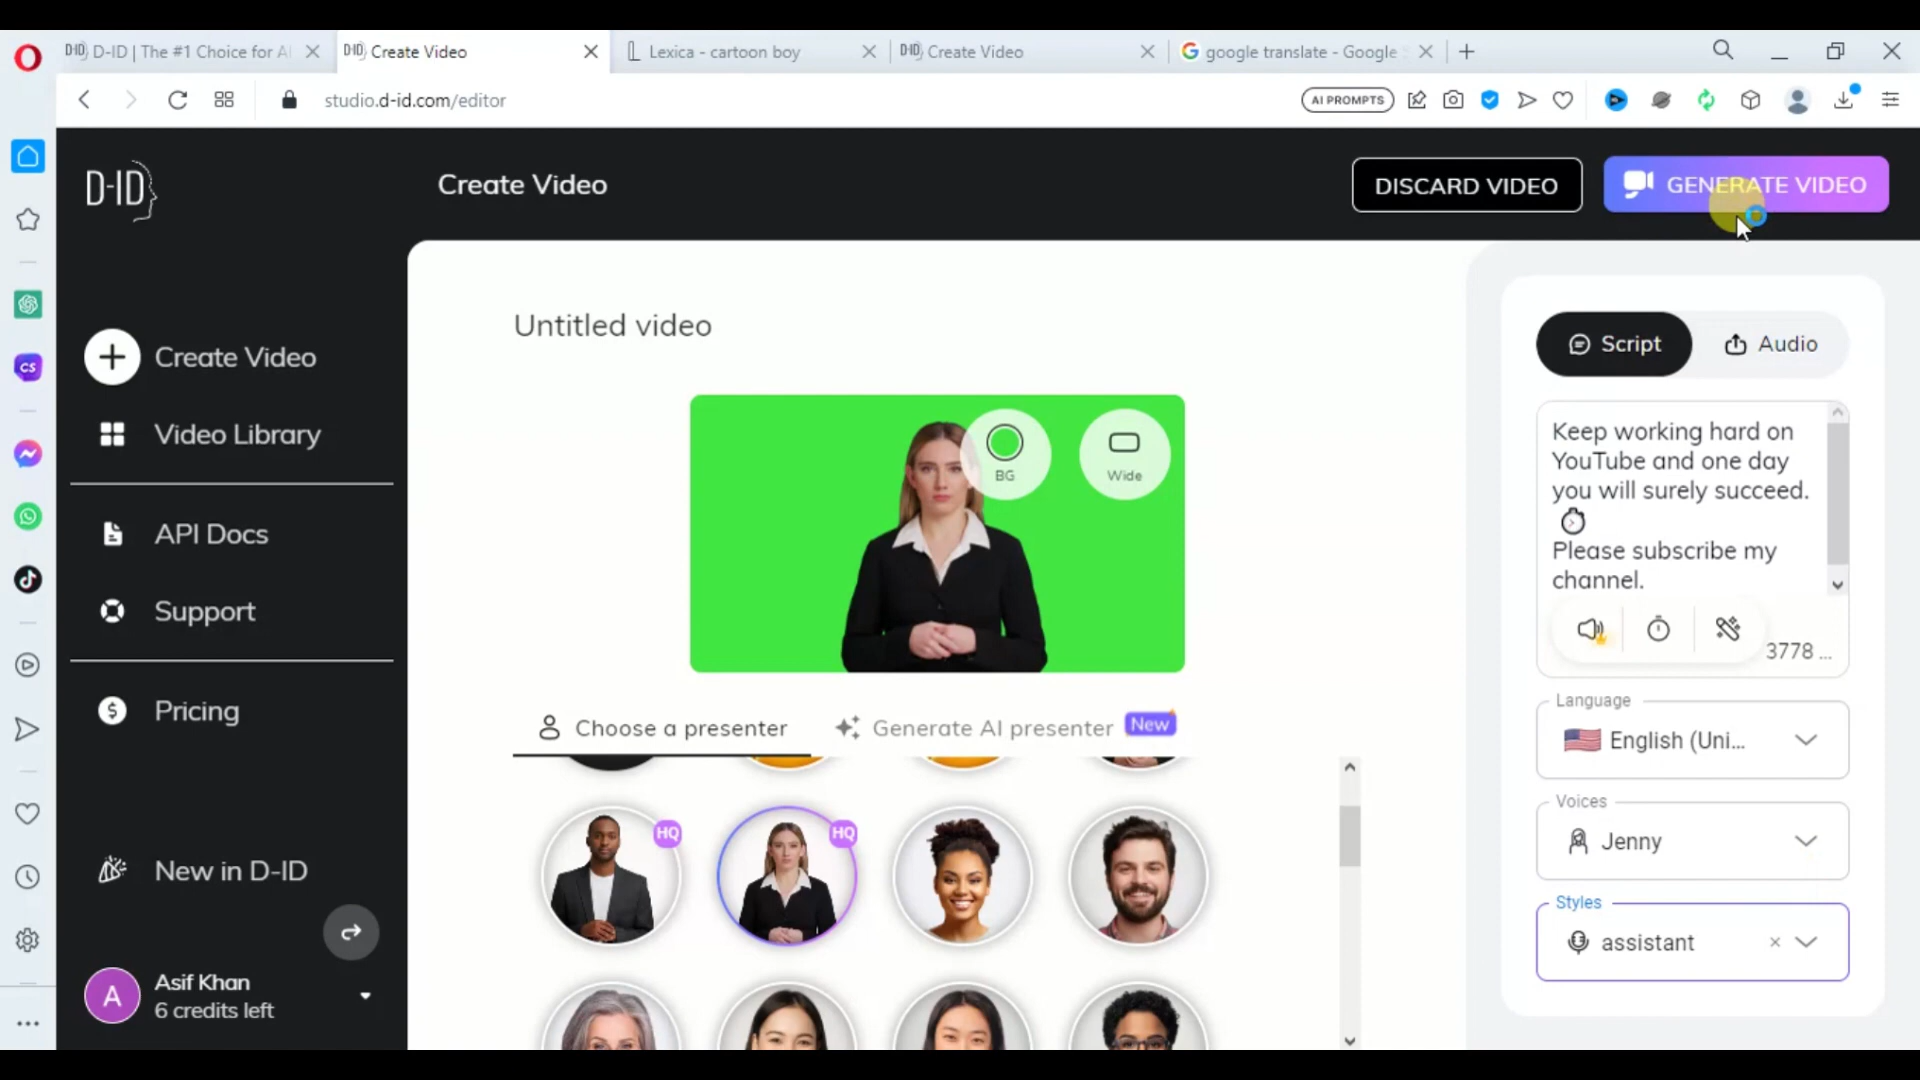 D-ID D-ID | The #1 Choice for AI
D-ID Create Video
Lexica - cartoon boy
D-ID Create Video
google translate - Google
studio.d-id.com/editor
AI PROMPTS
D-ID
Create Video
DISCARD VIDEO
GENERATE VIDEO
Create Video
Video Library
API Docs
Support
Pricing
New in D-ID
A
Asif Khan
6 credits left
CS
Untitled video
BG
Wide
Choose a presenter
Generate AI presenter
New
HQ
HQ
Script
Audio
Keep working hard on
YouTube and one day
you will surely succeed.
Please subscribe my
channel.
3778 ...
Language
English (Uni...
Voices
Jenny
Styles
assistant